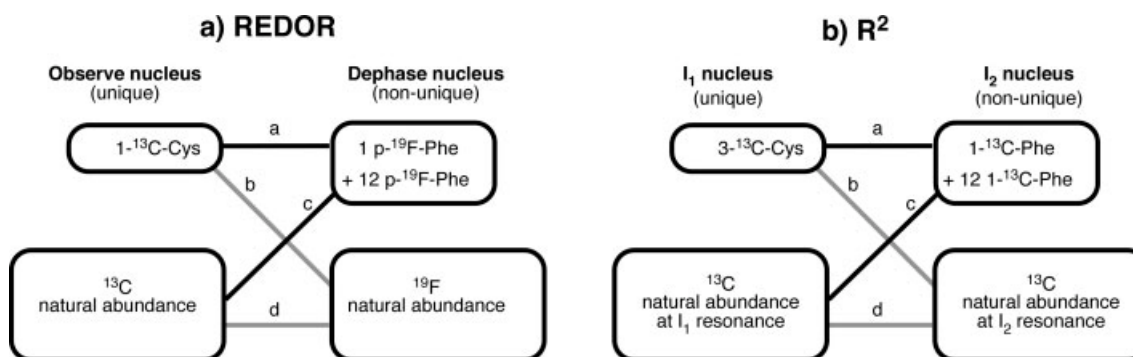 a) REDOR
Observe nucleus
(unique)
Dephase nucleus
(non-unique)
1-¹³C-Cys
a
1 p-¹⁹F-Phe
+ 12 p-¹⁹F-Phe
b
c
¹³C
natural abundance
d
¹⁹F
natural abundance
b) R²
I₁ nucleus
(unique)
I₂ nucleus
(non-unique)
3-¹³C-Cys
a
1-¹³C-Phe
+ 12 1-¹³C-Phe
b
c
¹³C
natural abundance
at I₁ resonance
d
¹³C
natural abundance
at I₂ resonance